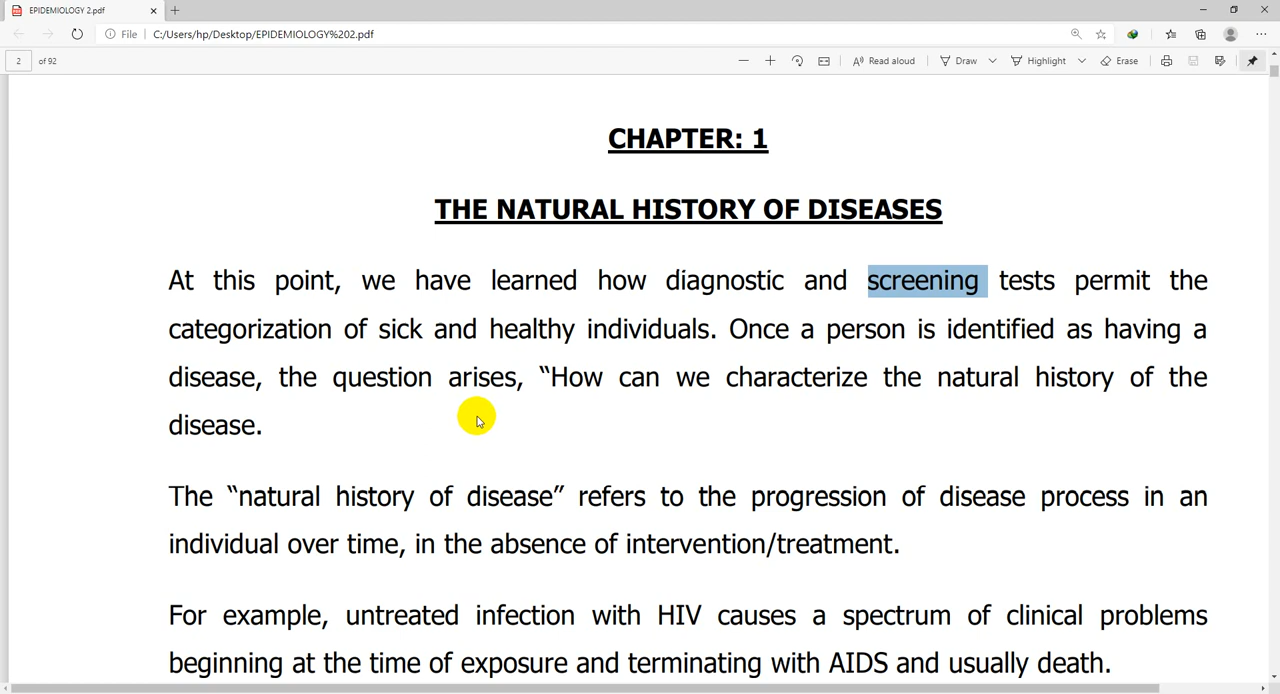 EPIDEMIOLOGY 2.pdf
File C:/Users/hp/Desktop/EPIDEMIOLOGY%202.pdf
2 of 92 Read aloud Draw Highlight Erase
CHAPTER: 1
THE NATURAL HISTORY OF DISEASES
At this point, we have learned how diagnostic and screening tests permit the
categorization of sick and healthy individuals. Once a person is identified as having a
disease, the question arises, “How can we characterize the natural history of the
disease.
The “natural history of disease” refers to the progression of disease process in an
individual over time, in the absence of intervention/treatment.
For example, untreated infection with HIV causes a spectrum of clinical problems
beginning at the time of exposure and terminating with AIDS and usually death.